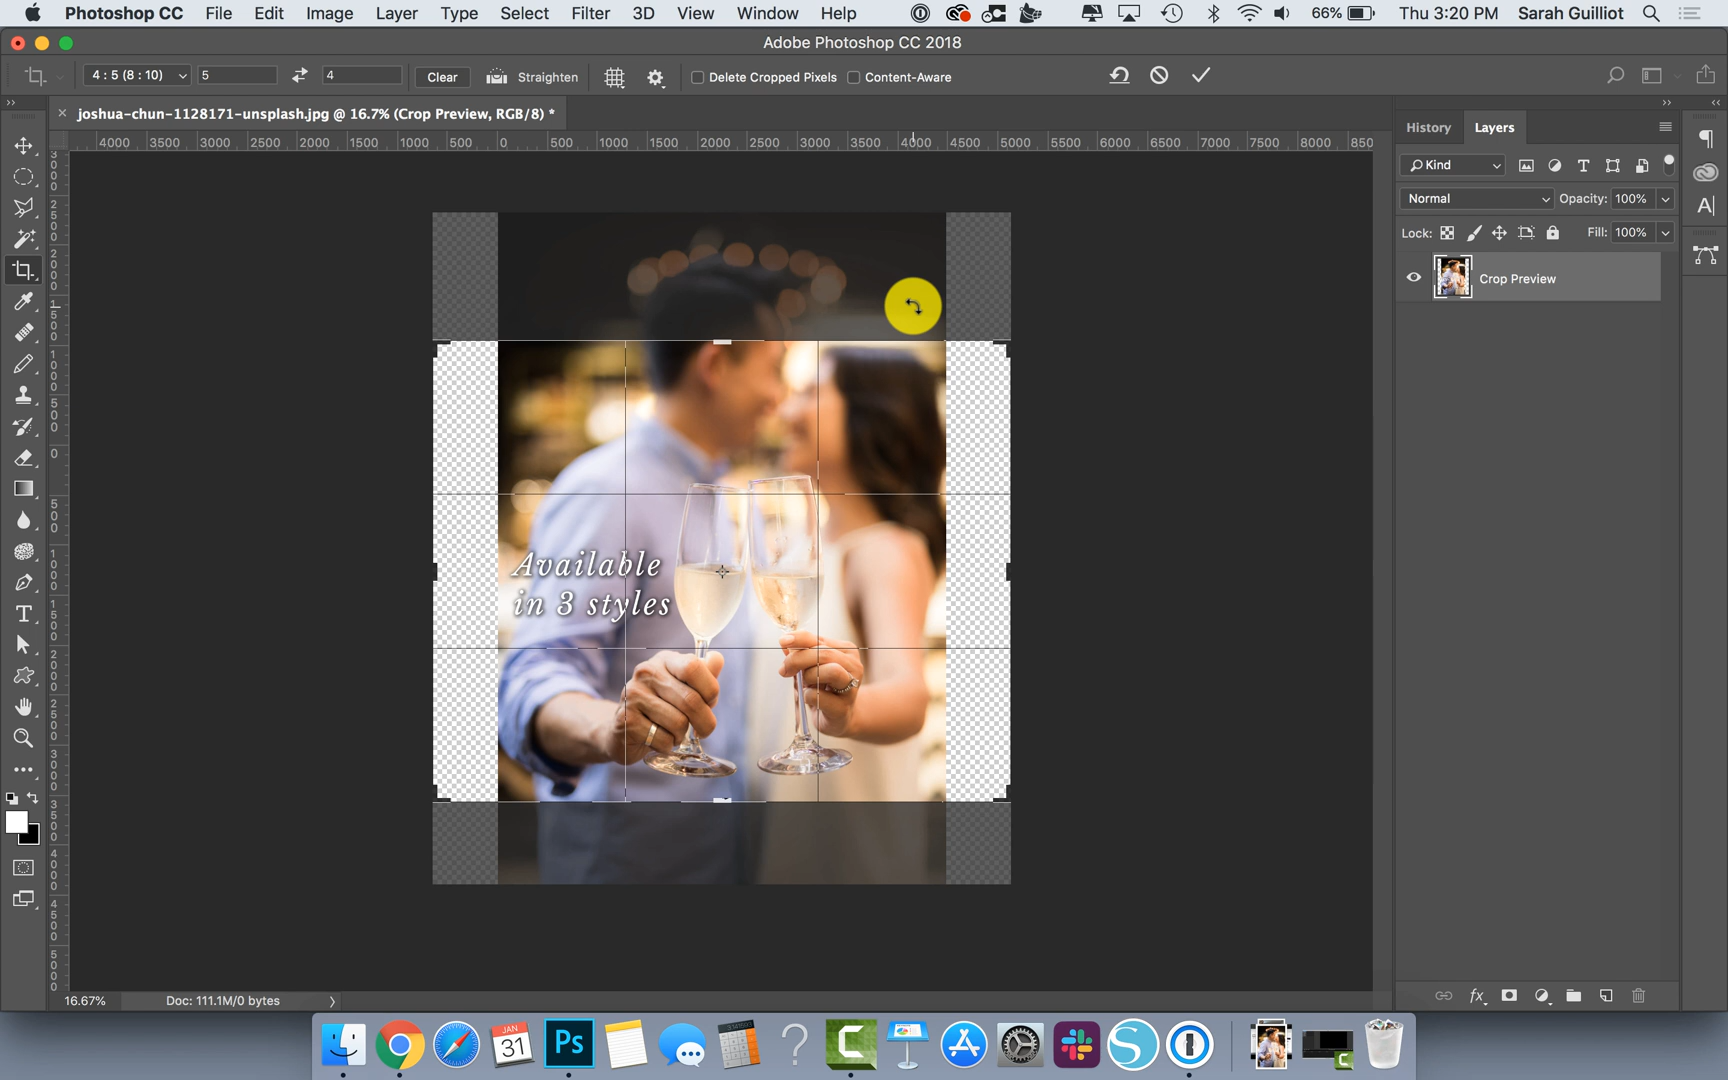 Photoshop CC File Edit Image Layer Type Select Filter 3D View Window Help 66% Thu 3:20 PM Sarah Guilliot
Adobe Photoshop CC 2018
4 : 5 (8 : 10) 5 4 Clear Straighten Delete Cropped Pixels Content-Aware
joshua-chun-1128171-unsplash.jpg @ 16.7% (Crop Preview, RGB/8) *
4000 3500 3000 2500 2000 1500 1000 500 0 500 1000 1500 2000 2500 3000 3500 4000 4500 5000 5500 6000 6500 7000 7500 8000 850
History Layers
Kind
Normal Opacity: 100%
Lock: Fill: 100%
Crop Preview
Available
in 3 styles
16.67% Doc: 111.1M/0 bytes
JAN
31
Ps